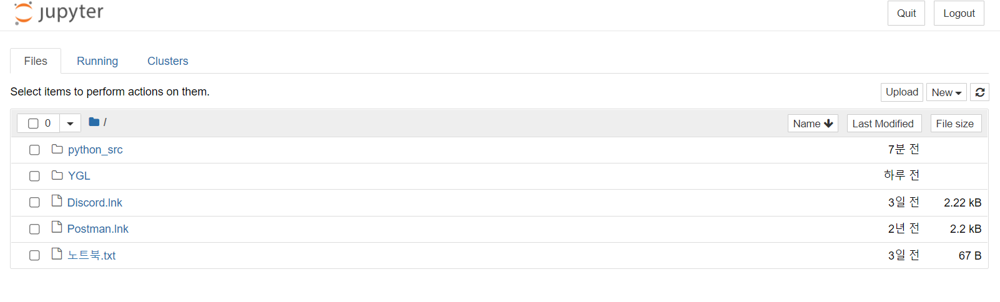 jupyter Quit Logout
Files Running Clusters
Select items to perform actions on them. Upload New
0 / Name Last Modified File size
python_src 7분 전
YGL 하루 전
Discord.lnk 3일 전 2.22 kB
Postman.lnk 2년 전 2.2 kB
노트북.txt 3일 전 67 B